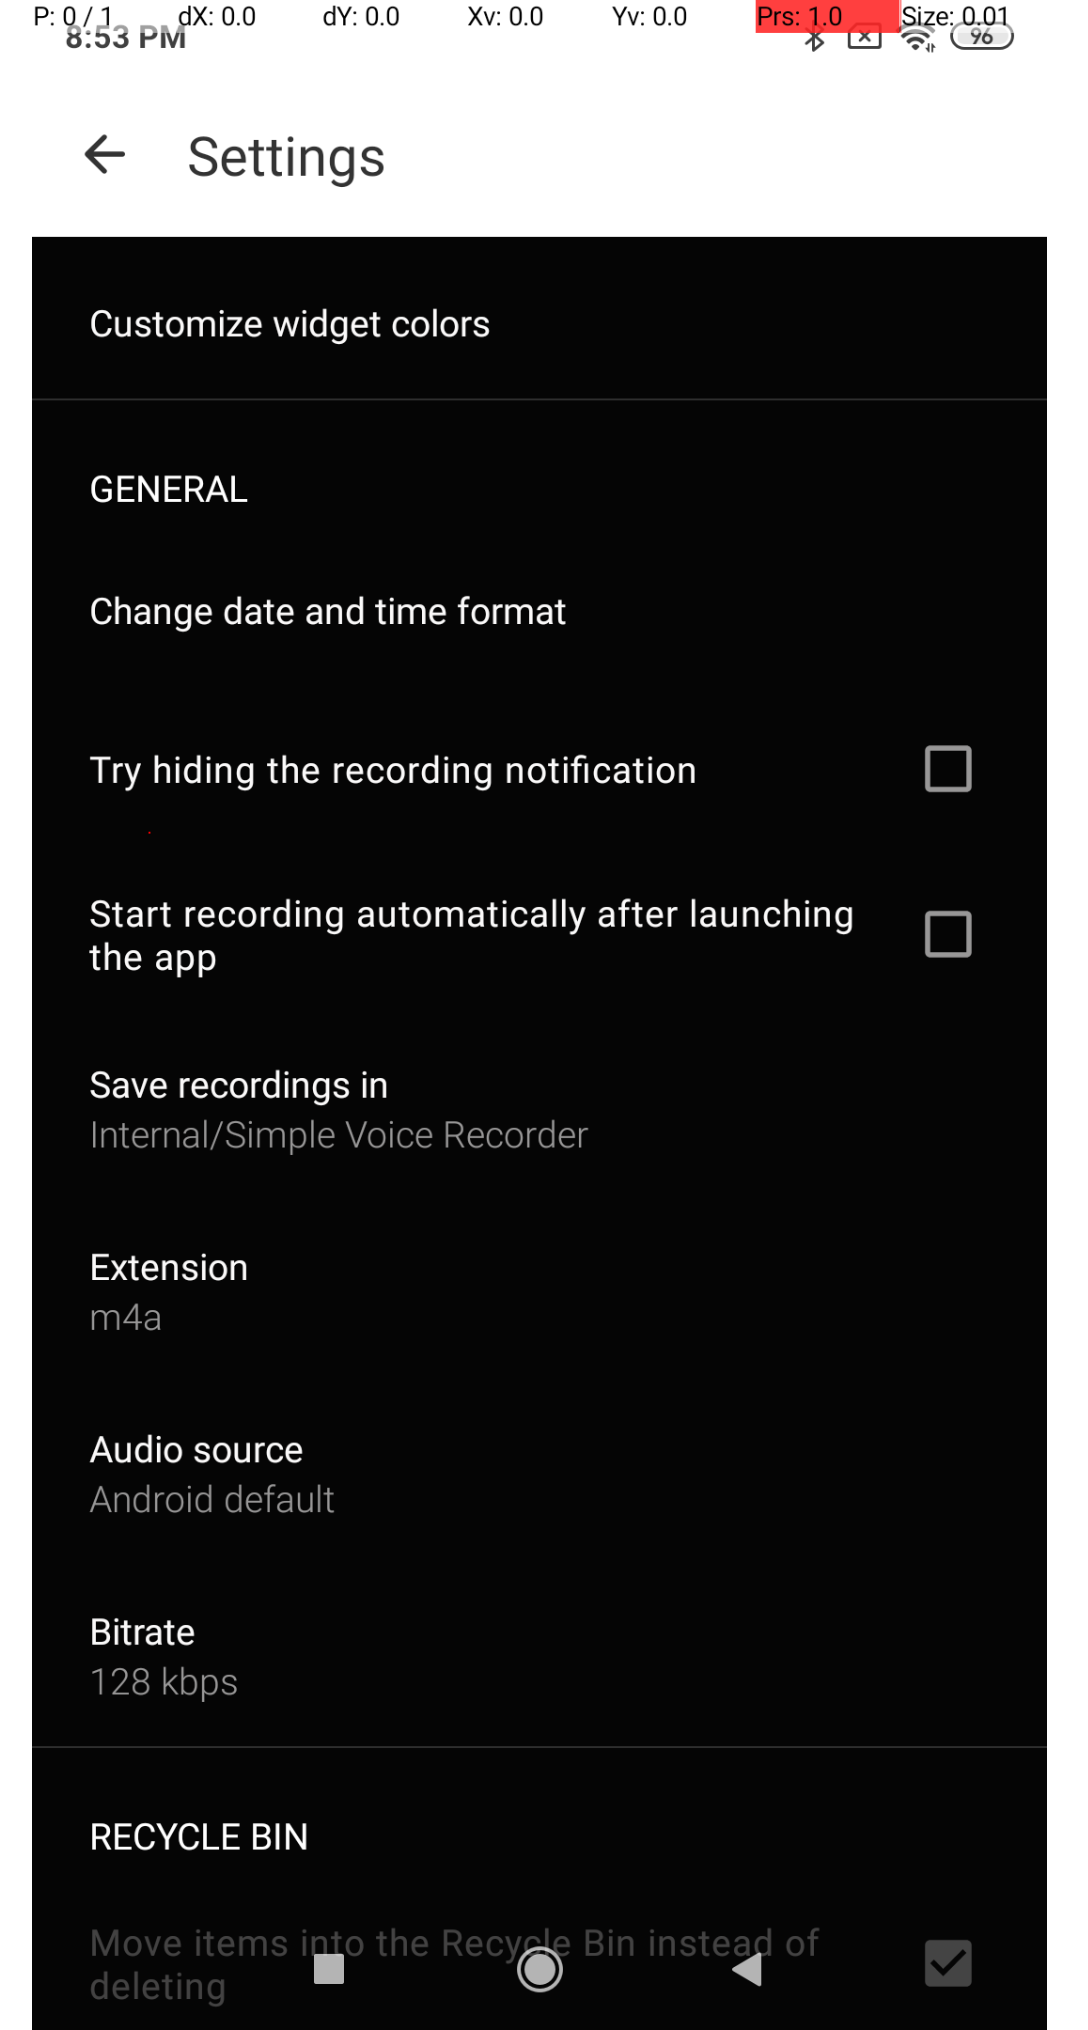 P: 0 / 1 dX: 0.0 dY: 0.0 Xv: 0.0 Yv: 0.0 Prs: 1.0 Size: 0.01
8:53 PM 96
Settings
Customize widget colors
GENERAL
Change date and time format
Try hiding the recording notification
Start recording automatically after launching
the app
Save recordings in
Internal/Simple Voice Recorder
Extension
m4a
Audio source
Android default
Bitrate
128 kbps
RECYCLE BIN
Move items into the Recycle Bin instead of
deleting